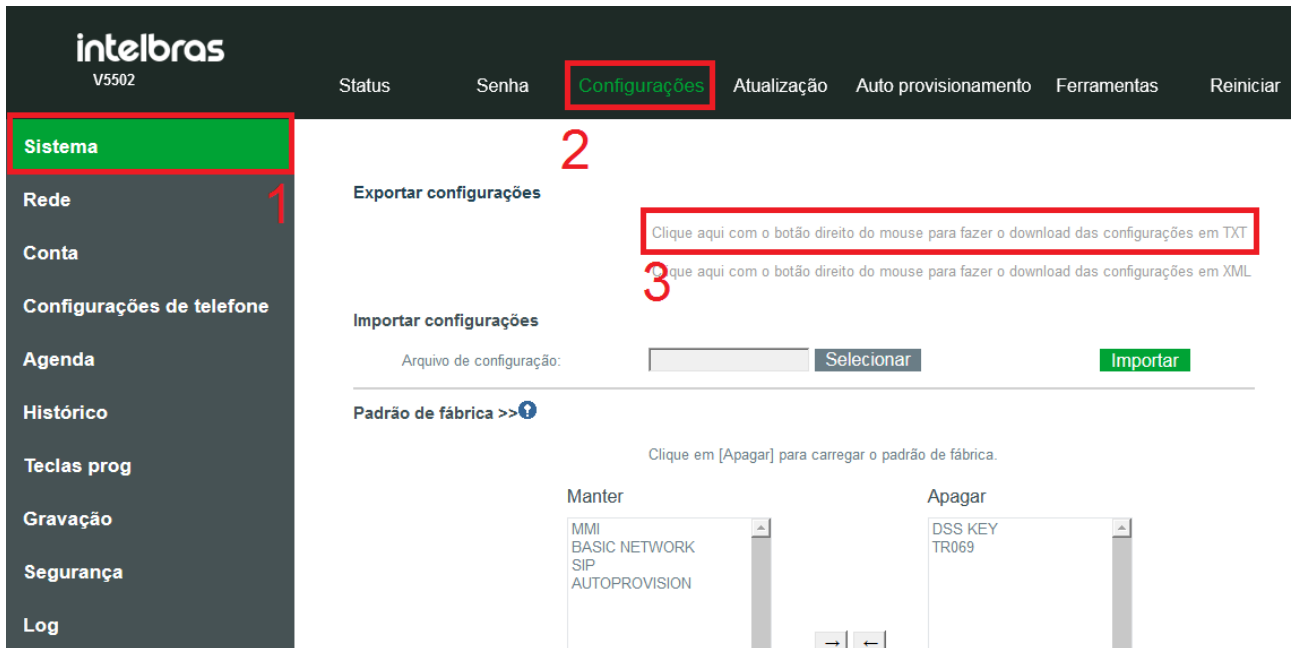 intelbras
V5502
Status Senha Configurações Atualização Auto provisionamento Ferramentas Reiniciar
Sistema
2
Rede
1
Exportar configurações
Clique aqui com o botão direito do mouse para fazer o download das configurações em TXT
Conta
3
Clique aqui com o botão direito do mouse para fazer o download das configurações em XML
Configurações de telefone
Importar configurações
Agenda
Arquivo de configuração: Selecionar Importar
Histórico
Padrão de fábrica >>
Clique em [Apagar] para carregar o padrão de fábrica.
Teclas prog
Manter Apagar
Gravação
MMI DSS KEY
BASIC NETWORK TR069
SIP
AUTOPROVISION
Segurança
Log
→ ←